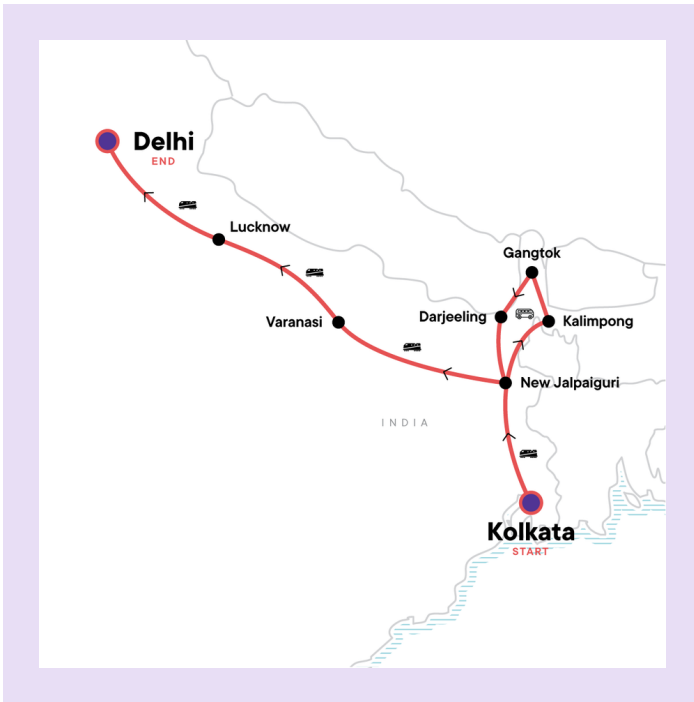 Delhi
END
Lucknow
Gangtok
Varanasi
Darjeeling
Kalimpong
New Jalpaiguri
INDIA
Kolkata
START